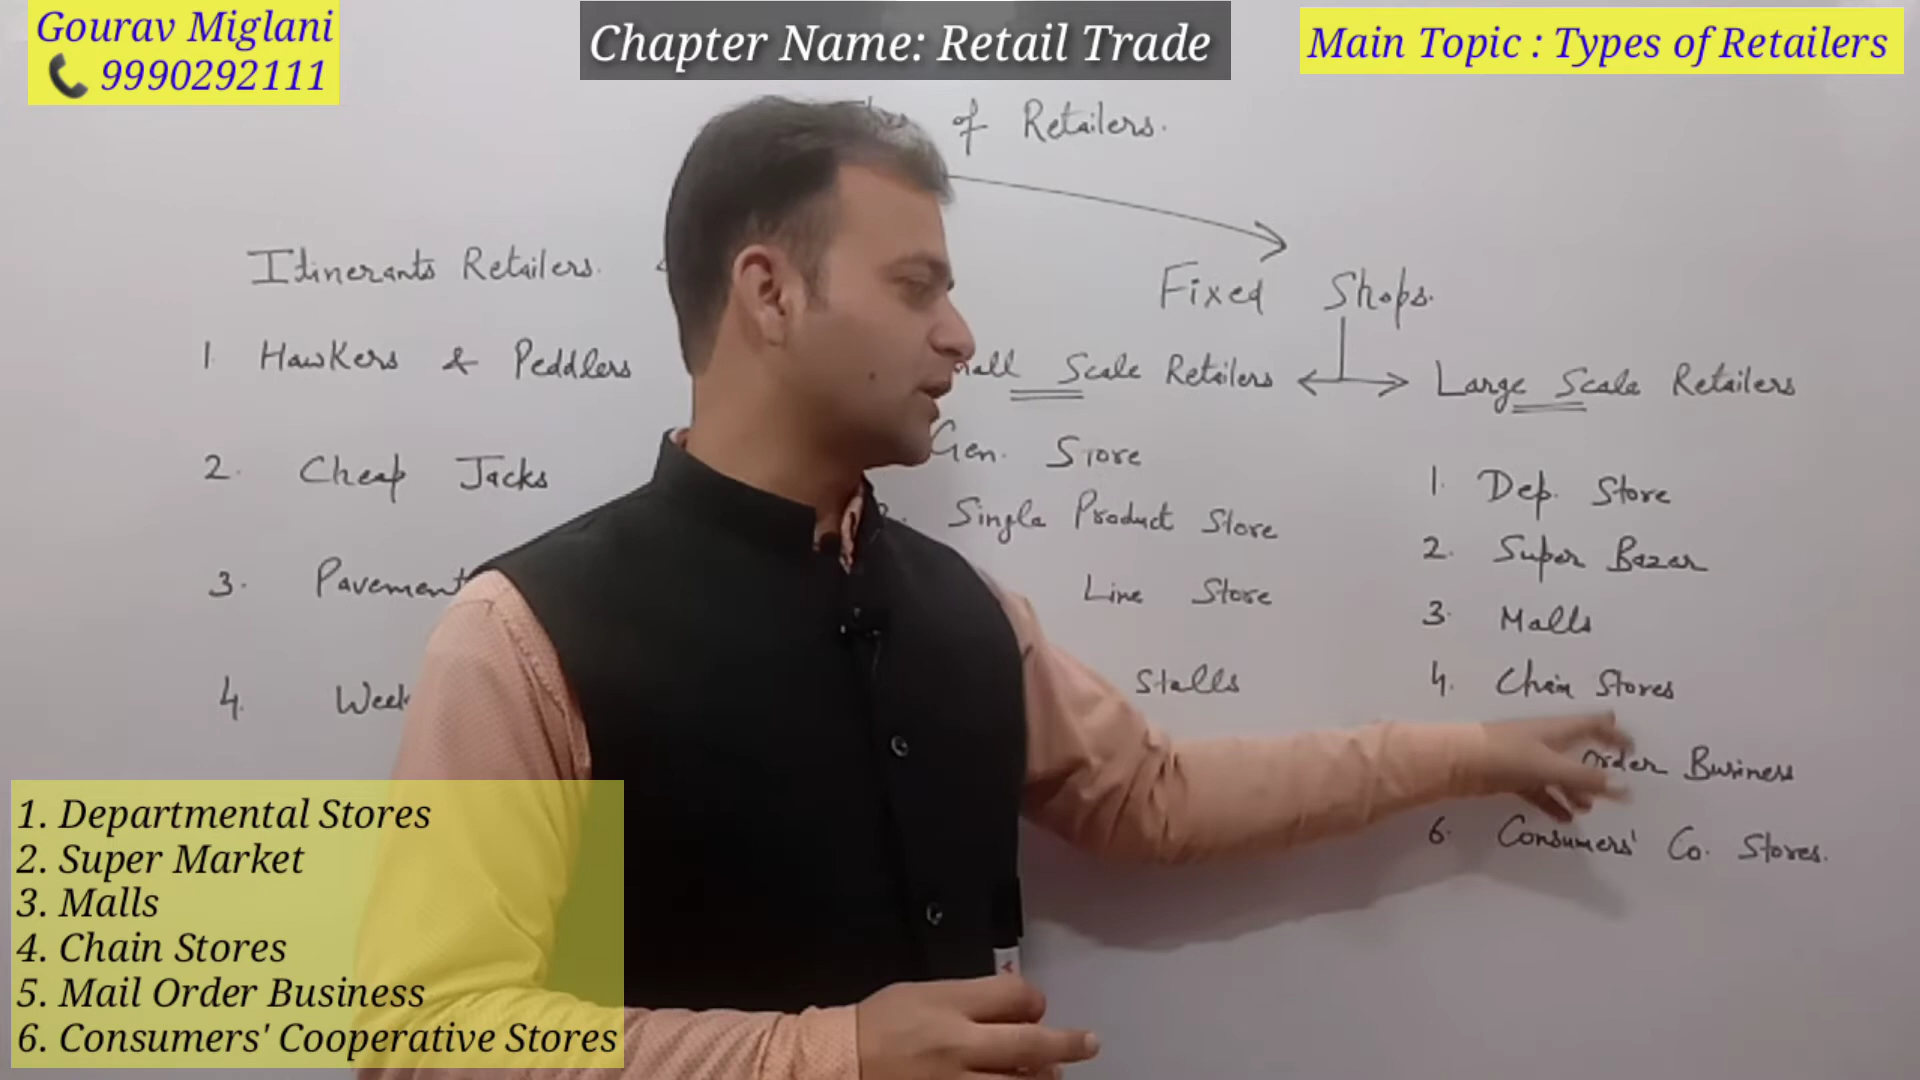 Gourav Miglani
9990292111
Chapter Name: Retail Trade
Main Topic : Types of Retailers
of Retailers.
Itinerants Retailers.
1 Hawkers & Peddlers
2. Cheap Jacks
3. Pavement
4. Week
Fixed Shops.
all Scale Retailers
Gen. Store
2. Single Product Store
Line Store
Stalls
Large Scale Retailers
1. Dep. Store
2. Super Bazar
3. Malls
4. Chain Stores
Order Business
6. Consumers' Co. Stores.
1. Departmental Stores
2. Super Market
3. Malls
4. Chain Stores
5. Mail Order Business
6. Consumers' Cooperative Stores